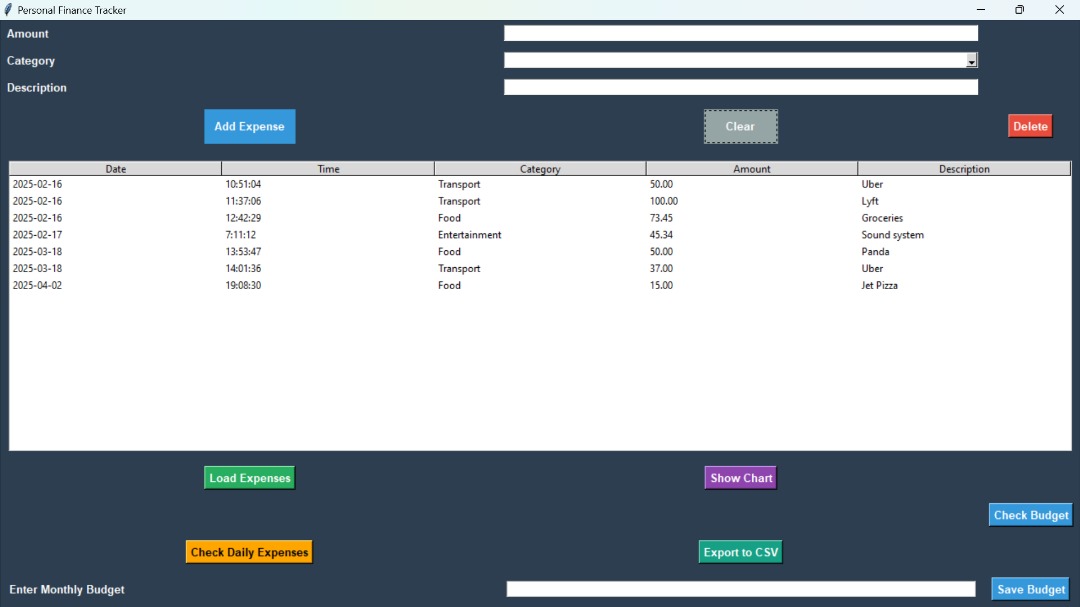 Personal Finance Tracker
Amount
Category
Description
Add Expense Clear Delete
Date Time Category Amount Description
2025-02-16 10:51:04 Transport 50.00 Uber
2025-02-16 11:37:06 Transport 100.00 Lyft
2025-02-16 12:42:29 Food 73.45 Groceries
2025-02-17 7:11:12 Entertainment 45.34 Sound system
2025-03-18 13:53:47 Food 50.00 Panda
2025-03-18 14:01:36 Transport 37.00 Uber
2025-04-02 19:08:30 Food 15.00 Jet Pizza
Load Expenses Show Chart
Check Budget
Check Daily Expenses Export to CSV
Enter Monthly Budget Save Budget